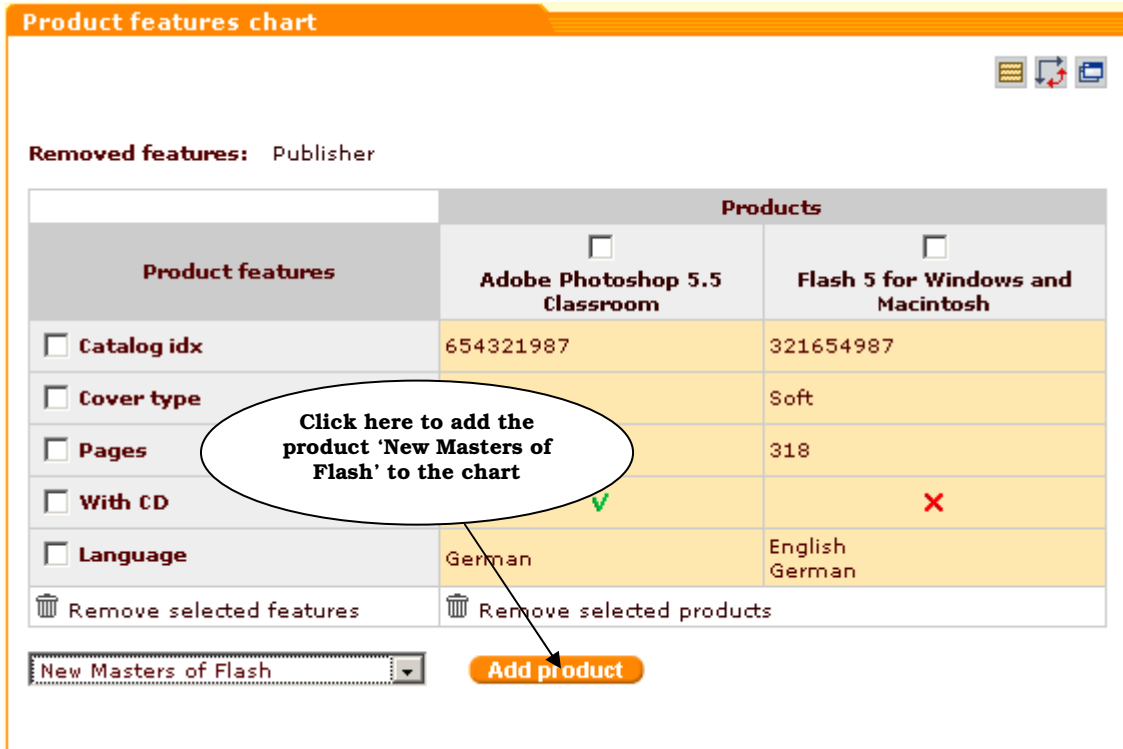 Product features chart
Removed features: Publisher
Products
Product features
Adobe Photoshop 5.5
Classroom
Flash 5 for Windows and
Macintosh
Catalog idx
654321987
321654987
Cover type
Soft
Pages
318
Click here to add the
product ‘New Masters of
Flash’ to the chart
With CD
Language
German
English
German
Remove selected features
Remove selected products
New Masters of Flash
Add product